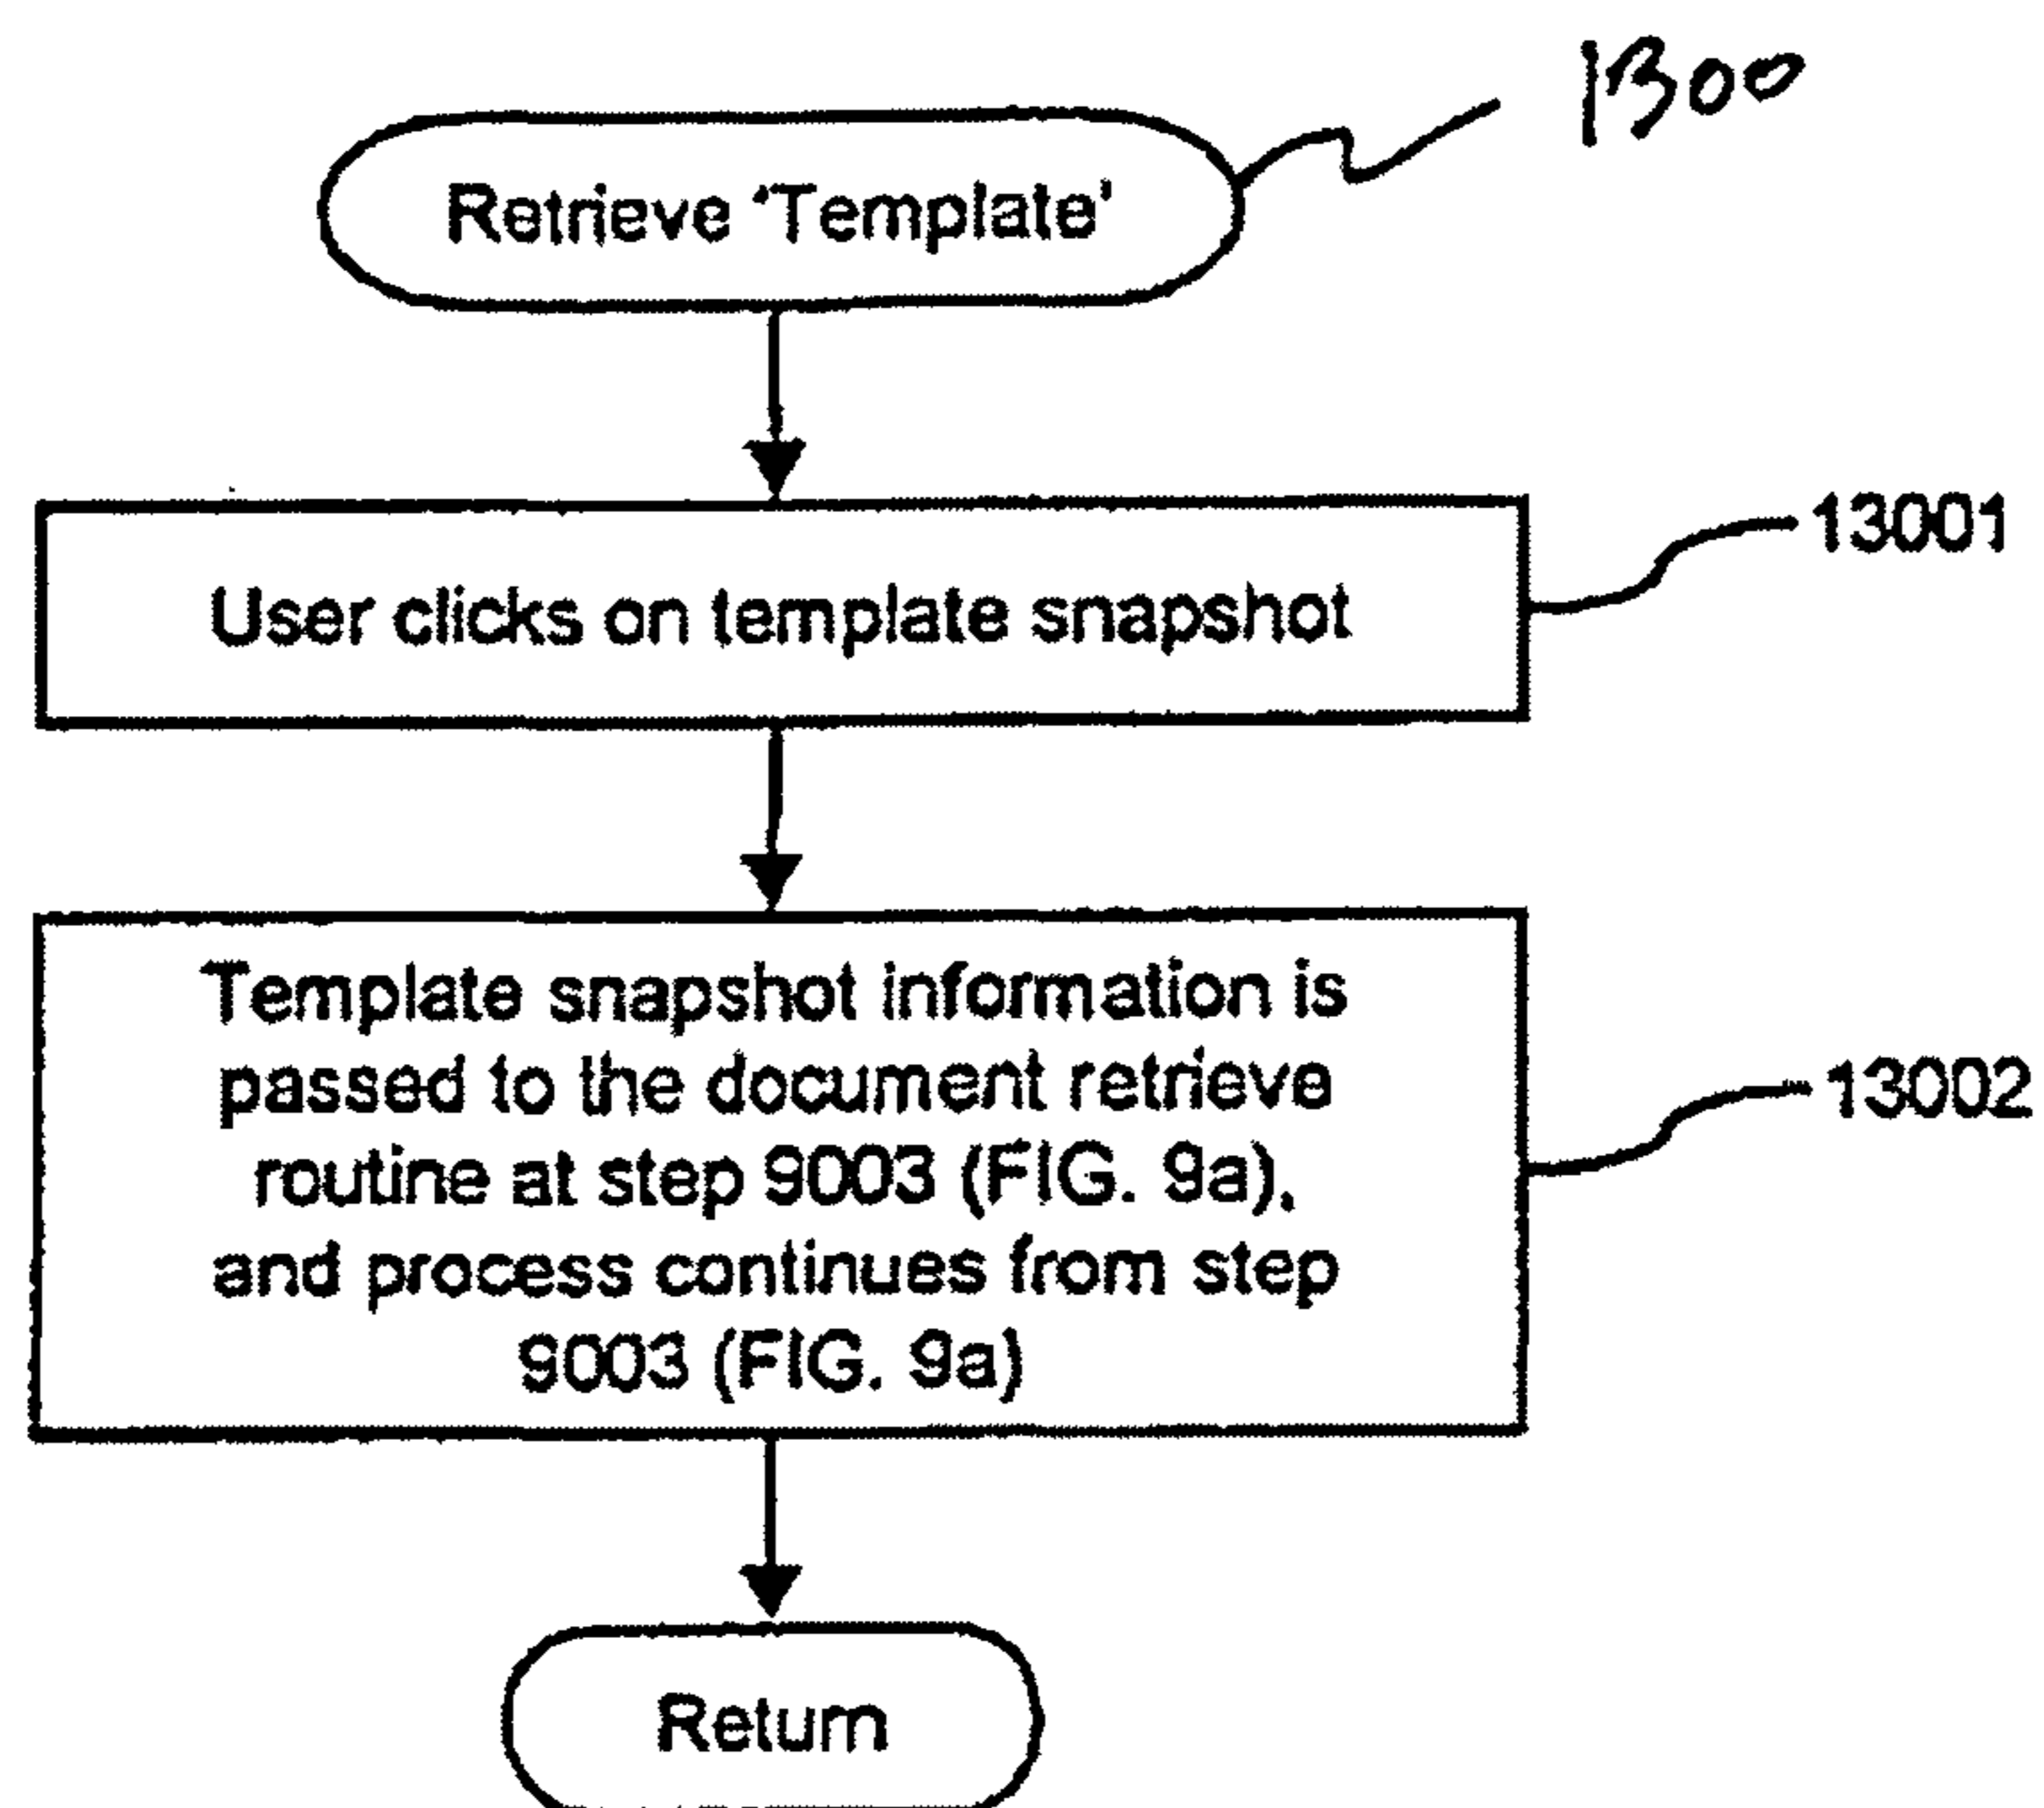 1300
Retrieve 'Template'
13001
User clicks on template snapshot
Template snapshot information is
passed to the document retrieve
13002
routine at step 9003 (FIG. 9a),
and process continues from step
9003 (FIG. 9a)
Return